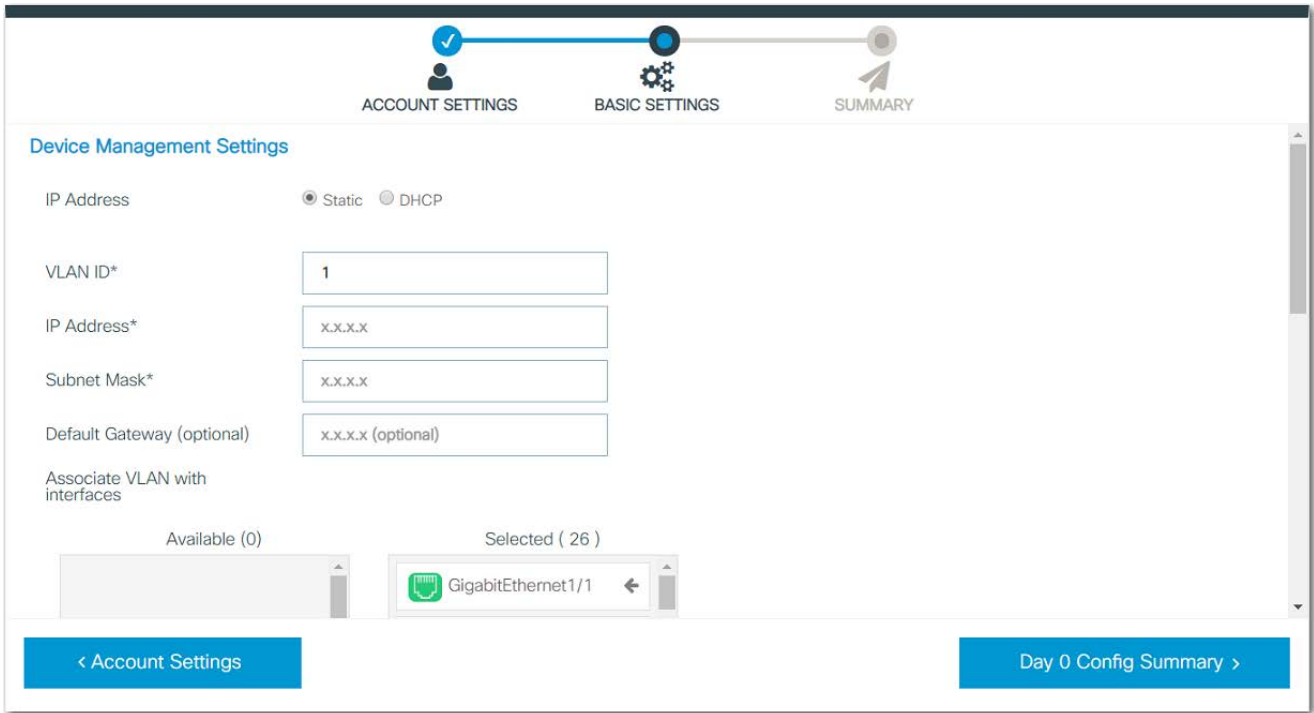 ACCOUNT SETTINGS BASIC SETTINGS SUMMARY
Device Management Settings
IP Address Static DHCP
VLAN ID* 1
IP Address* x.x.x.x
Subnet Mask* x.x.x.x
Default Gateway (optional) x.x.x.x (optional)
Associate VLAN with
interfaces
Available (0) Selected ( 26 )
GigabitEthernet1/1
< Account Settings Day 0 Config Summary >